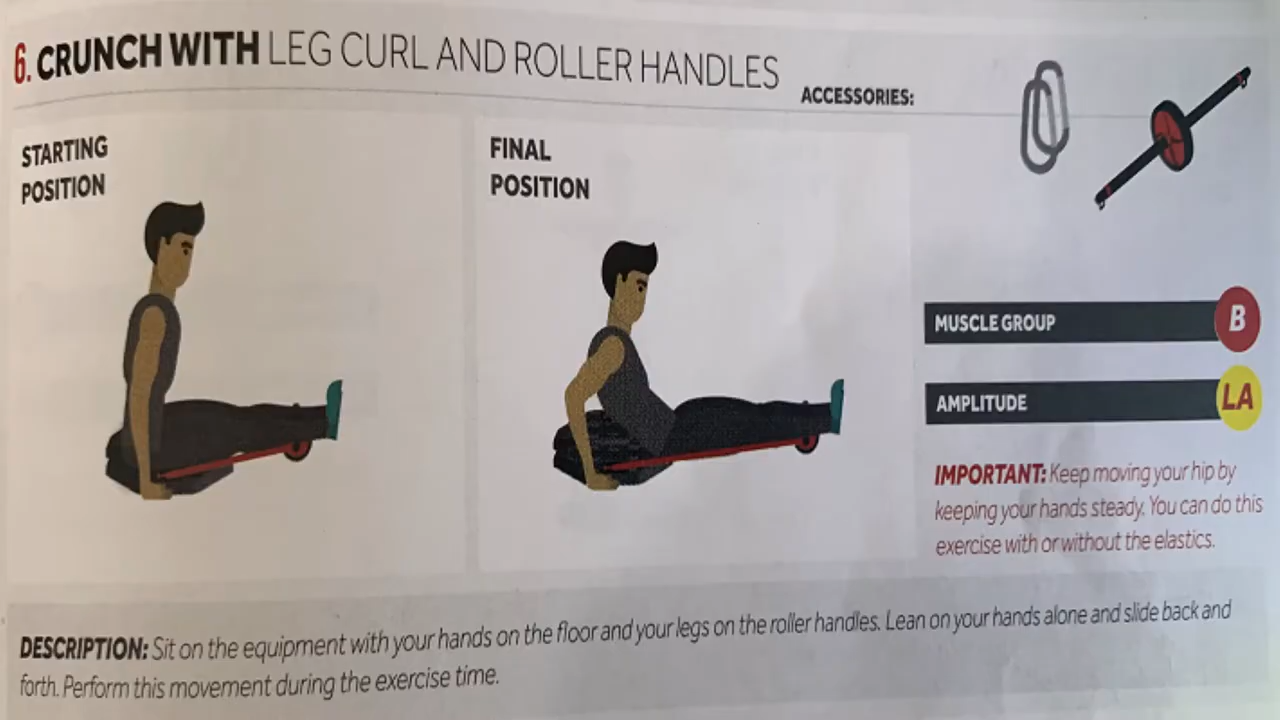 6. CRUNCH WITH LEG CURL AND ROLLER HANDLES
ACCESSORIES:
STARTING
POSITION
FINAL
POSITION
MUSCLE GROUP B
AMPLITUDE LA
IMPORTANT: Keep moving your hip by
keeping your hands steady. You can do this
exercise with or without the elastics.
DESCRIPTION: Sit on the equipment with your hands on the floor and your legs on the roller handles. Lean on your hands alone and slide back and
forth. Perform this movement during the exercise time.